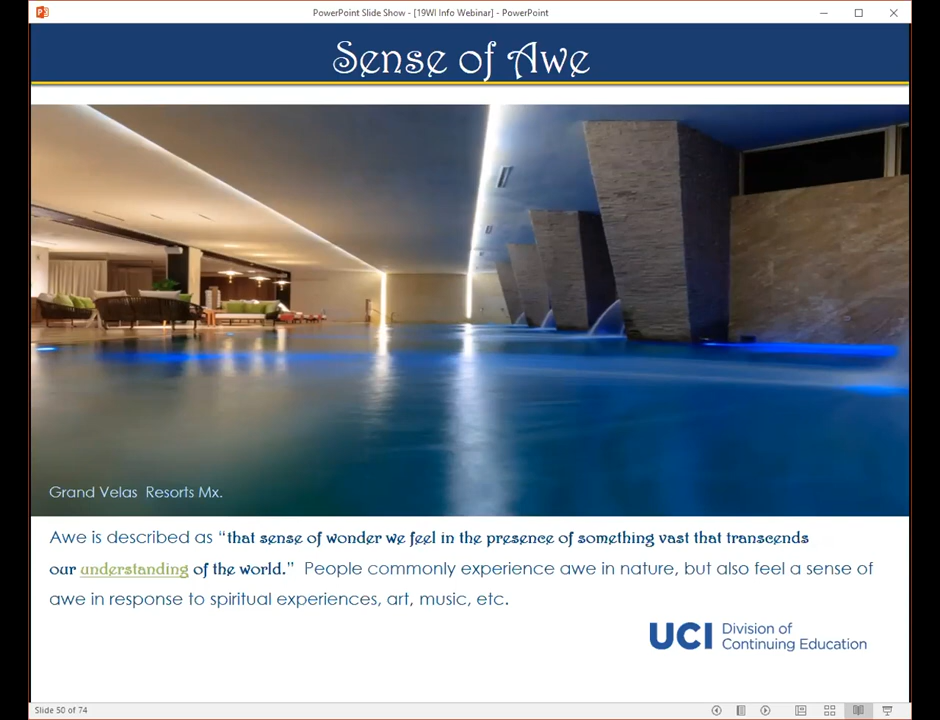 PowerPoint Slide Show - [19WI Info Webinar] - PowerPoint
Sense of Awe
Grand Velas Resorts Mx.
Awe is described as “that sense of wonder we feel in the presence of something vast that transcends
our understanding of the world.” People commonly experience awe in nature, but also feel a sense of
awe in response to spiritual experiences, art, music, etc.
UCI Division of
Continuing Education
Slide 50 of 74